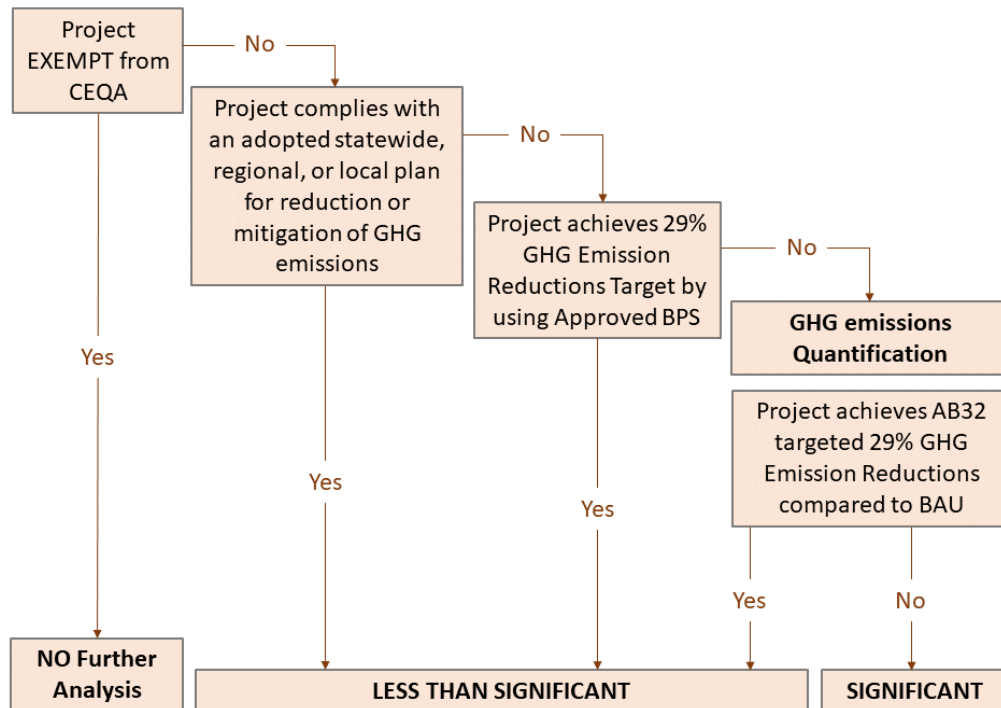 Project
EXEMPT from
CEQA
No
Project complies with
an adopted statewide,
regional, or local plan
for reduction or
mitigation of GHG
emissions
No
Project achieves 29%
GHG Emission
Reductions Target by
using Approved BPS
No
GHG emissions
Quantification
Project achieves AB32
targeted 29% GHG
Emission Reductions
compared to BAU
Yes
Yes
Yes
Yes
No
NO Further
Analysis
LESS THAN SIGNIFICANT
SIGNIFICANT